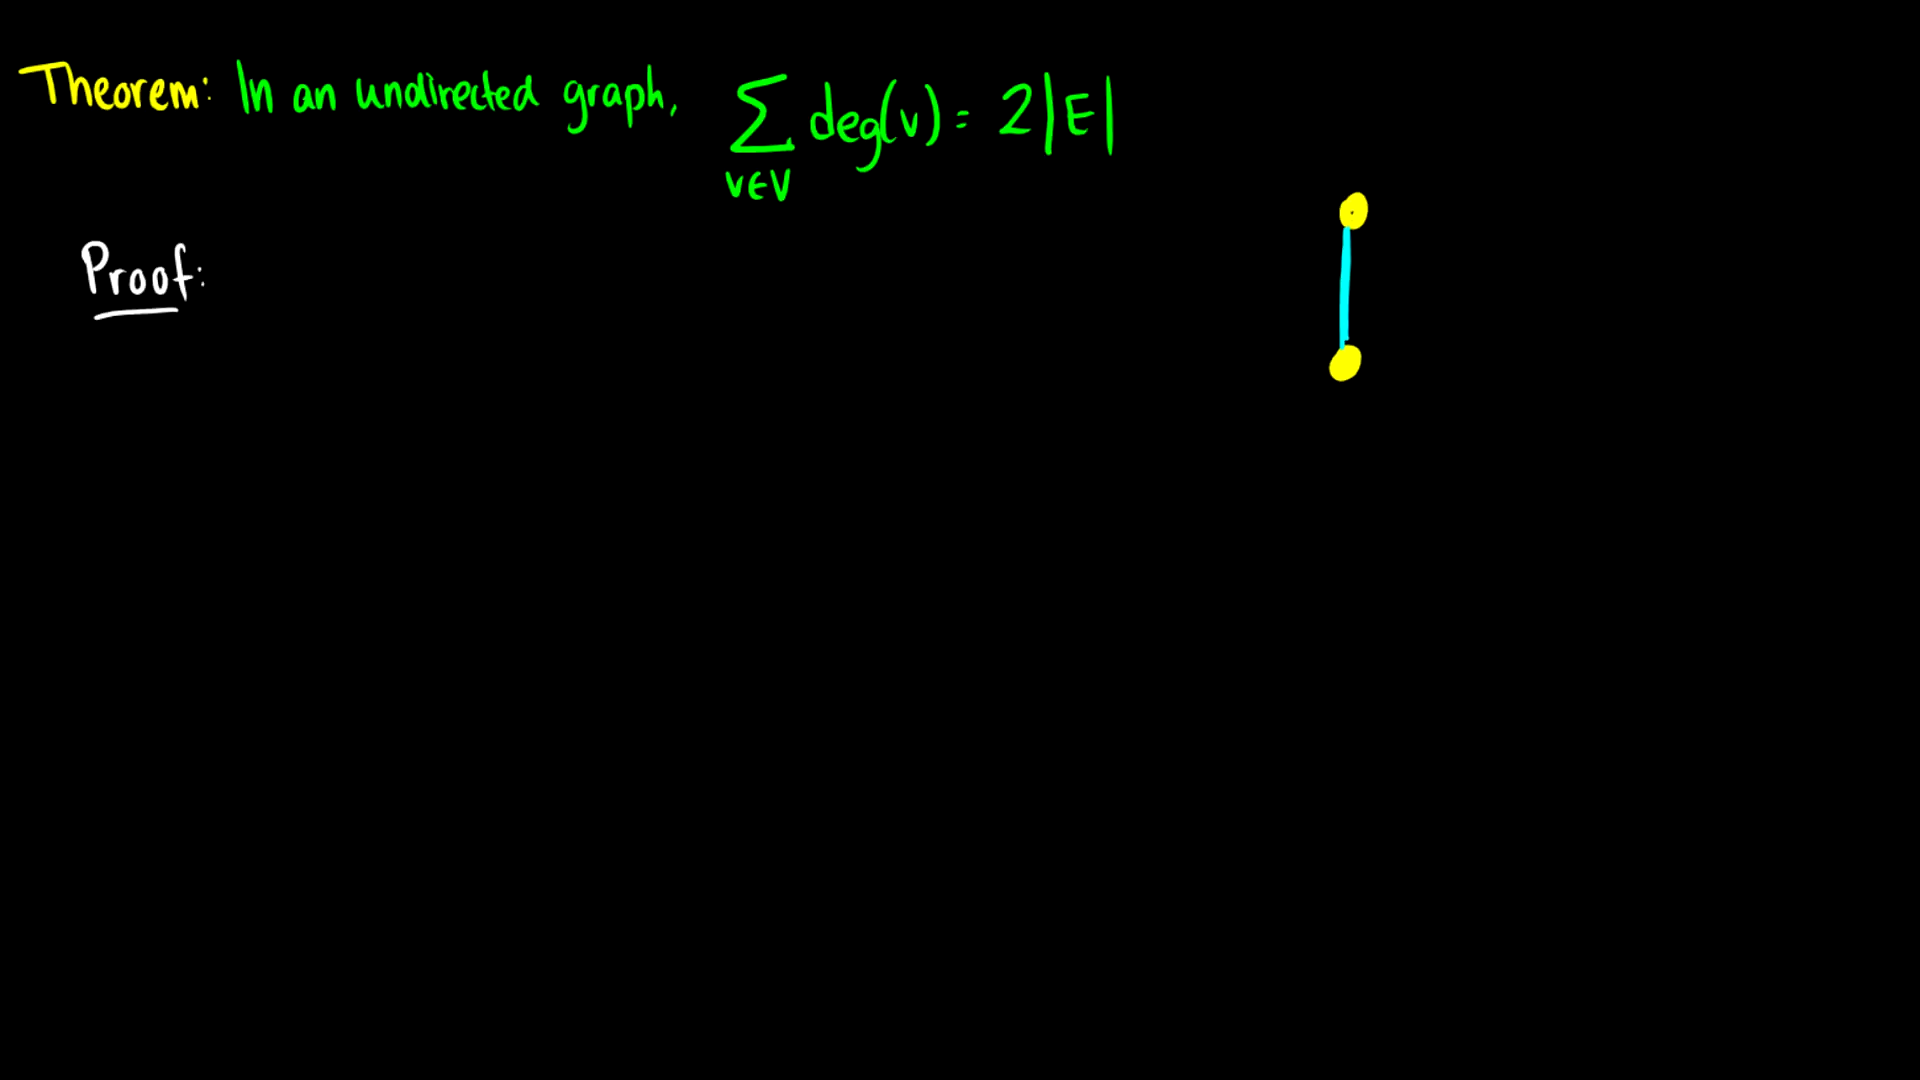 Theorem: In an undirected graph, ∑ deg(v) = 2|E|
v∈V
Proof: